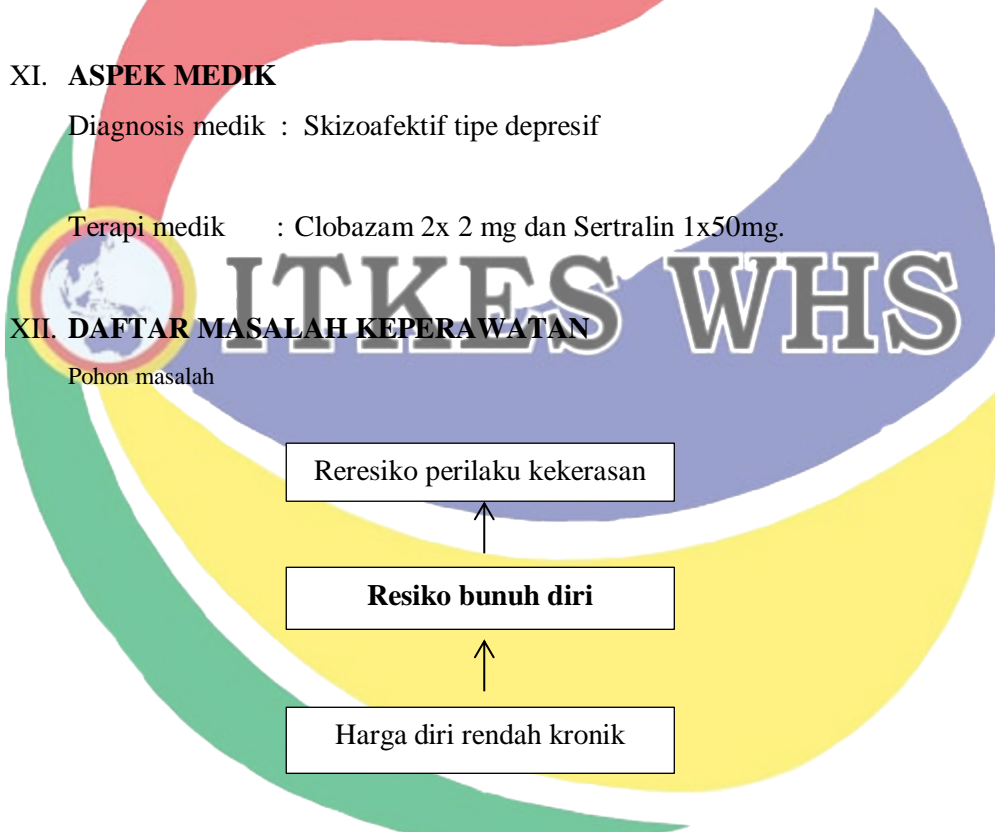 XI. ASPEK MEDIK
Diagnosis medik : Skizoafektif tipe depresif
Terapi medik : Clobazam 2x 2 mg dan Sertralin 1x50mg.
ITKES WHS
XII. DAFTAR MASALAH KEPERAWATAN
Pohon masalah
Reresiko perilaku kekerasan
Resiko bunuh diri
Harga diri rendah kronik